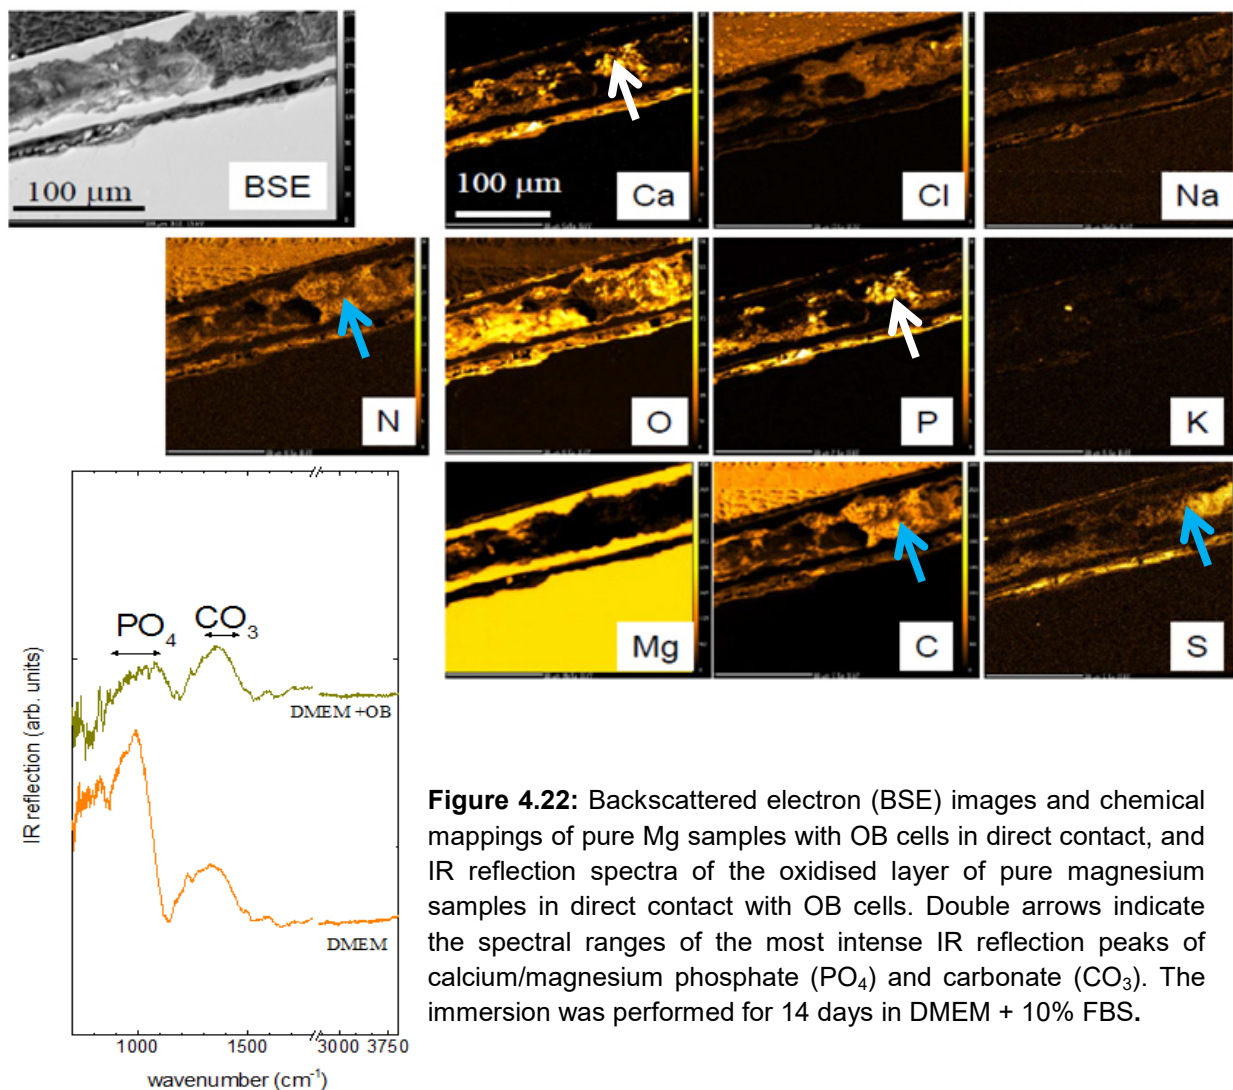 100 µm
BSE
100 µm
Ca
Cl
Na
N
O
P
K
Mg
C
S
PO4
CO3
DMEM +OB
DMEM
IR reflection (arb. units)
1000 1500 3000 3750
wavenumber (cm-1)
Figure 4.22: Backscattered electron (BSE) images and chemical
mappings of pure Mg samples with OB cells in direct contact, and
IR reflection spectra of the oxidised layer of pure magnesium
samples in direct contact with OB cells. Double arrows indicate
the spectral ranges of the most intense IR reflection peaks of
calcium/magnesium phosphate (PO4) and carbonate (CO3). The
immersion was performed for 14 days in DMEM + 10% FBS.